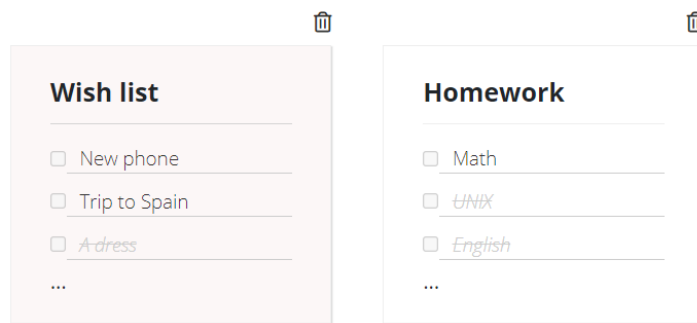 Wish list
New phone
Trip to Spain
A dress
...
Homework
Math
UNIX
English
...